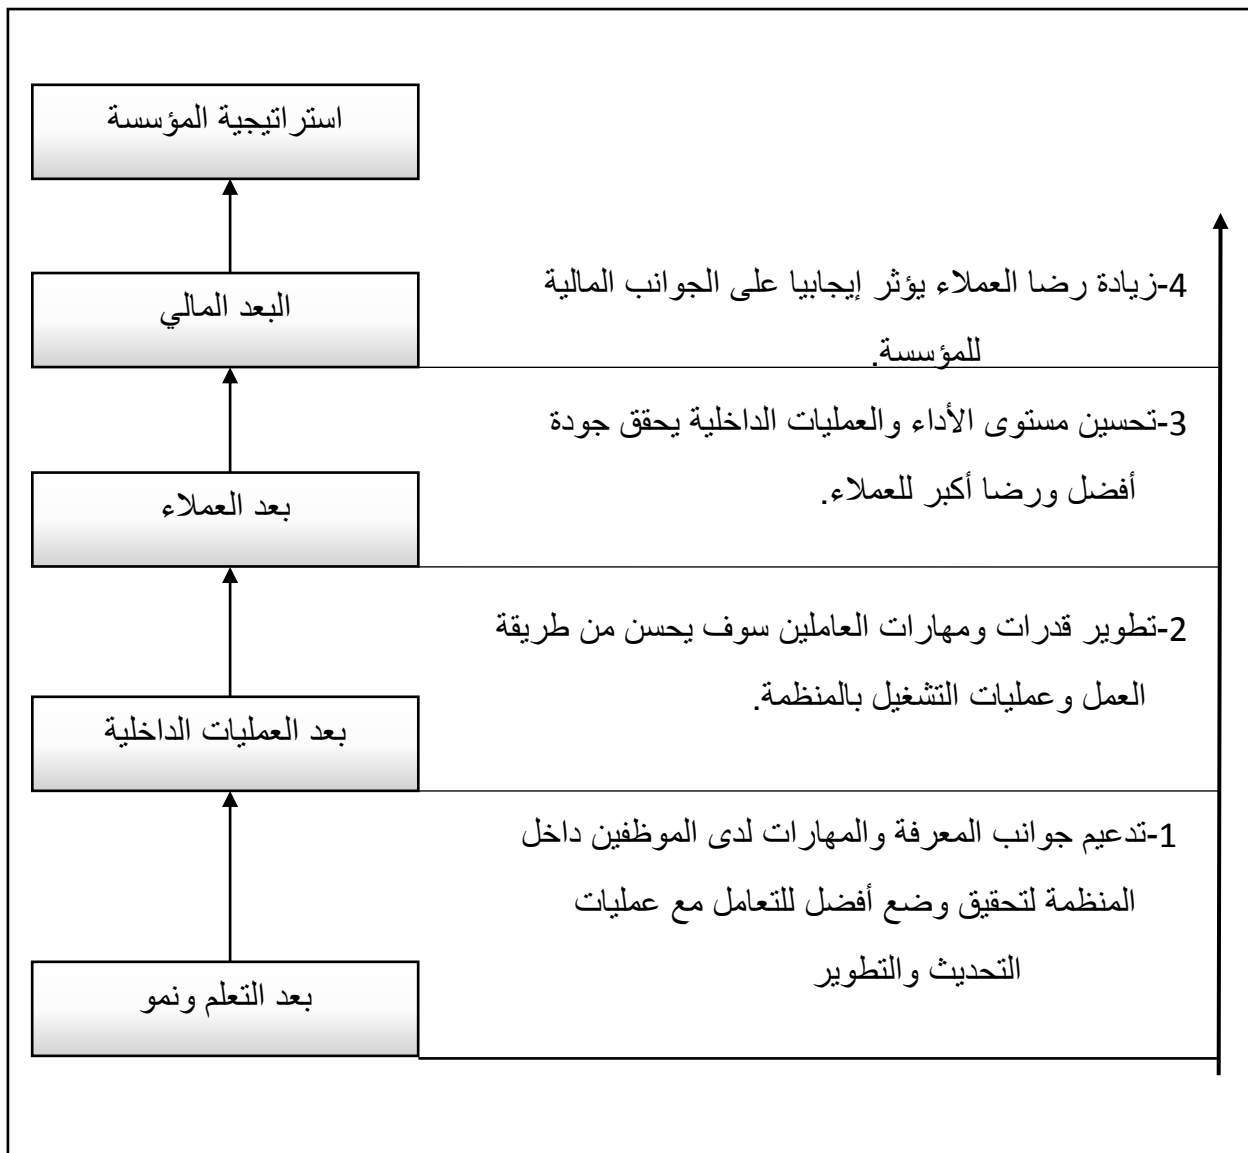 استراتيجية المؤسسة
البعد المالي
4-زيادة رضا العملاء يؤثر إيجابيا على الجوانب المالية
للمؤسسة.
3-تحسين مستوى الأداء والعمليات الداخلية يحقق جودة
أفضل ورضا أكبر للعملاء.
بعد العملاء
2-تطوير قدرات ومهارات العاملين سوف يحسن من طريقة
العمل وعمليات التشغيل بالمنظمة.
بعد العمليات الداخلية
1-تدعيم جوانب المعرفة والمهارات لدى الموظفين داخل
المنظمة لتحقيق وضع أفضل للتعامل مع عمليات
التحديث والتطوير
بعد التعلم ونمو